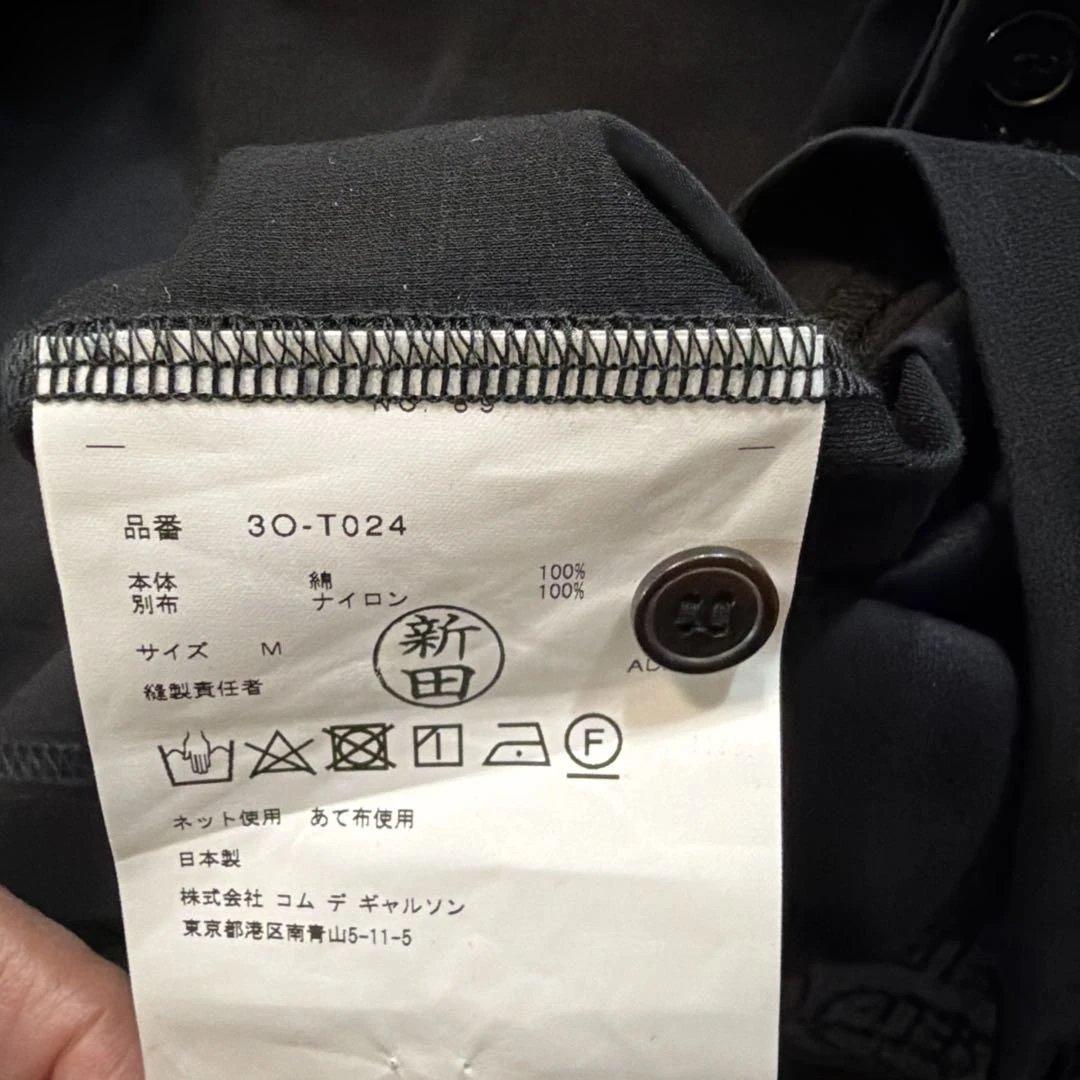 品番 3O-T024
本体 綿 100%
別布 ナイロン 100%
サイズ M
縫製責任者 新田
F
ネット使用 あて布使用
日本製
株式会社 コム デ ギャルソン
東京都港区南青山5-11-5